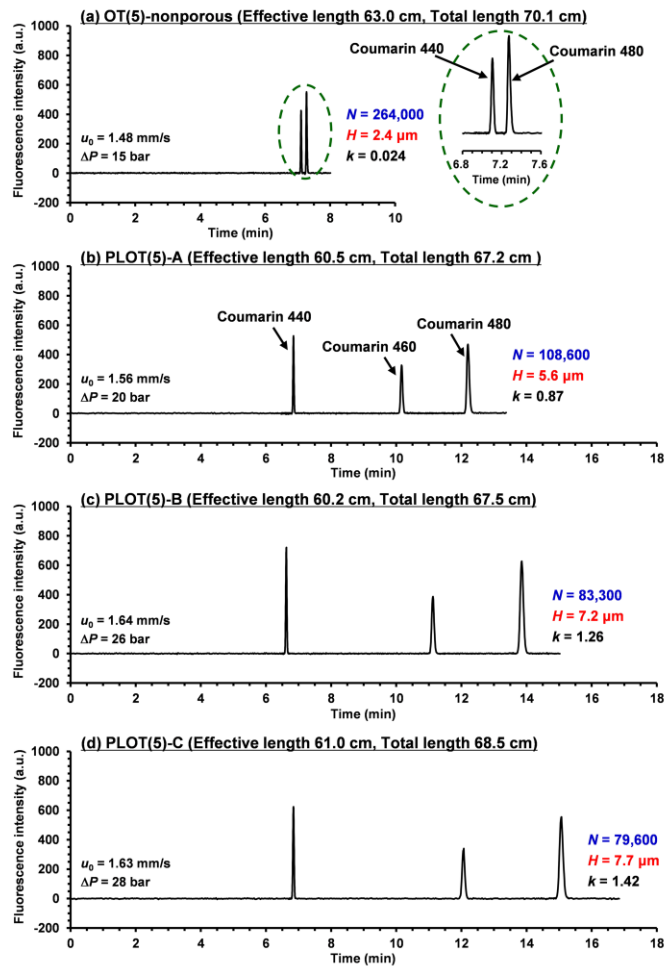 (a) OT(5)-nonporous (Effective length 63.0 cm, Total length 70.1 cm)
Fluorescence intensity (a.u.)
1000
800
600
400
200
0
-200
u0 = 1.48 mm/s
ΔP = 15 bar
N = 264,000
H = 2.4 µm
k = 0.024
0 2 4 6 8 10
Time (min)
Coumarin 440
Coumarin 480
6.8 7.2 7.6
Time (min)
(b) PLOT(5)-A (Effective length 60.5 cm, Total length 67.2 cm )
Fluorescence intensity (a.u.)
1000
800
600
400
200
0
-200
Coumarin 440
Coumarin 460
Coumarin 480
u0 = 1.56 mm/s
ΔP = 20 bar
N = 108,600
H = 5.6 µm
k = 0.87
0 2 4 6 8 10 12 14 16 18
Time (min)
(c) PLOT(5)-B (Effective length 60.2 cm, Total length 67.5 cm)
Fluorescence intensity (a.u.)
1000
800
600
400
200
0
-200
u0 = 1.64 mm/s
ΔP = 26 bar
N = 83,300
H = 7.2 µm
k = 1.26
0 2 4 6 8 10 12 14 16 18
Time (min)
(d) PLOT(5)-C (Effective length 61.0 cm, Total length 68.5 cm)
Fluorescence intensity (a.u.)
1000
800
600
400
200
0
-200
u0 = 1.63 mm/s
ΔP = 28 bar
N = 79,600
H = 7.7 µm
k = 1.42
0 2 4 6 8 10 12 14 16 18
Time (min)